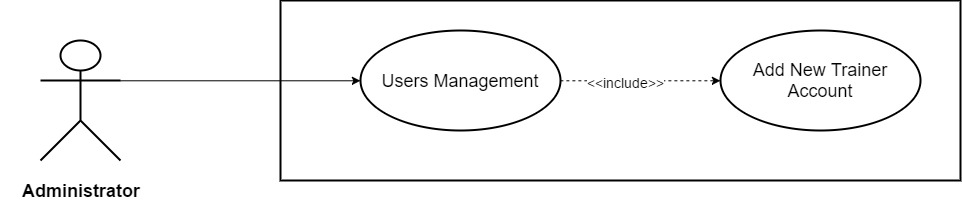 Users Management
<<include>>
Add New Trainer
Account
Administrator